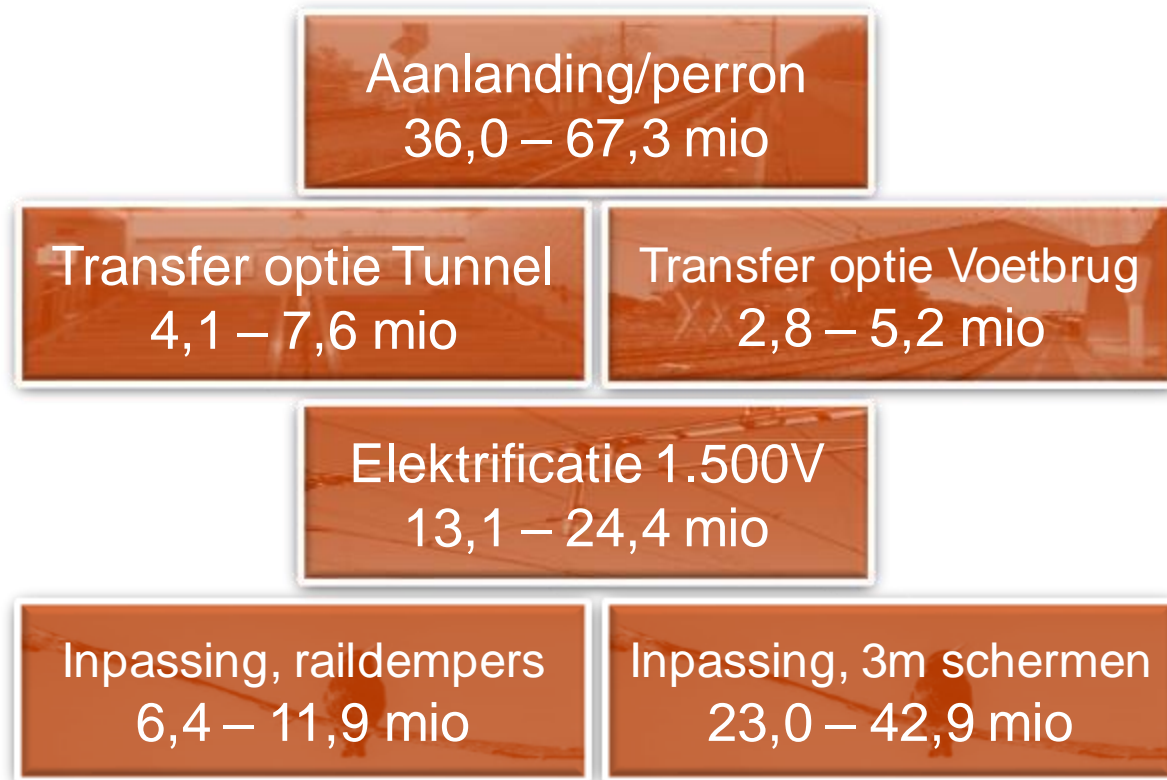 Aanlanding/perron
36,0 – 67,3 mio
Transfer optie Tunnel
4,1 – 7,6 mio
Transfer optie Voetbrug
2,8 – 5,2 mio
Elektrificatie 1.500V
13,1 – 24,4 mio
Inpassing, raildempers
6,4 – 11,9 mio
Inpassing, 3m schermen
23,0 – 42,9 mio